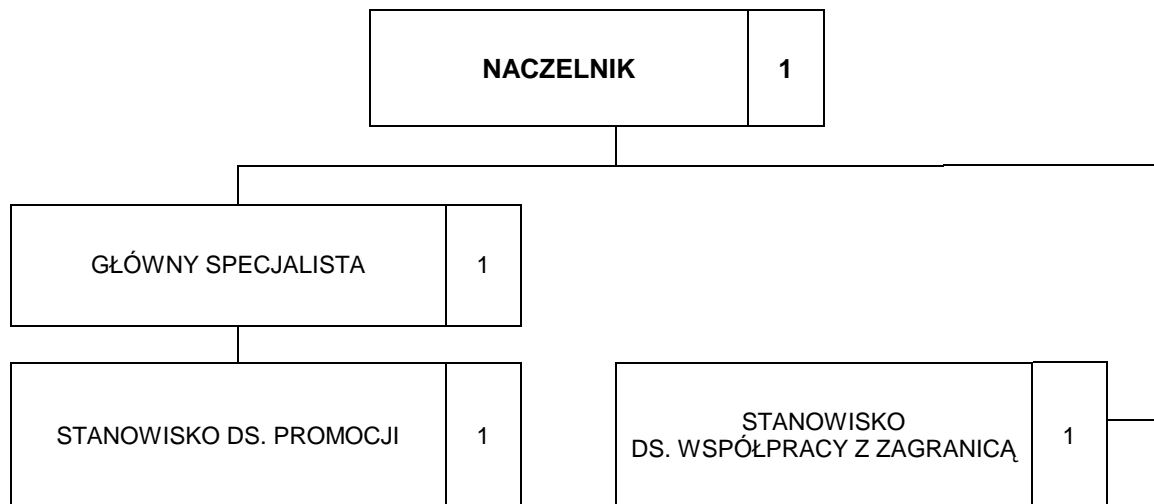 NACZELNIK 1
GŁÓWNY SPECJALISTA 1
STANOWISKO DS. PROMOCJI 1
STANOWISKO
DS. WSPÓŁPRACY Z ZAGRANICĄ 1